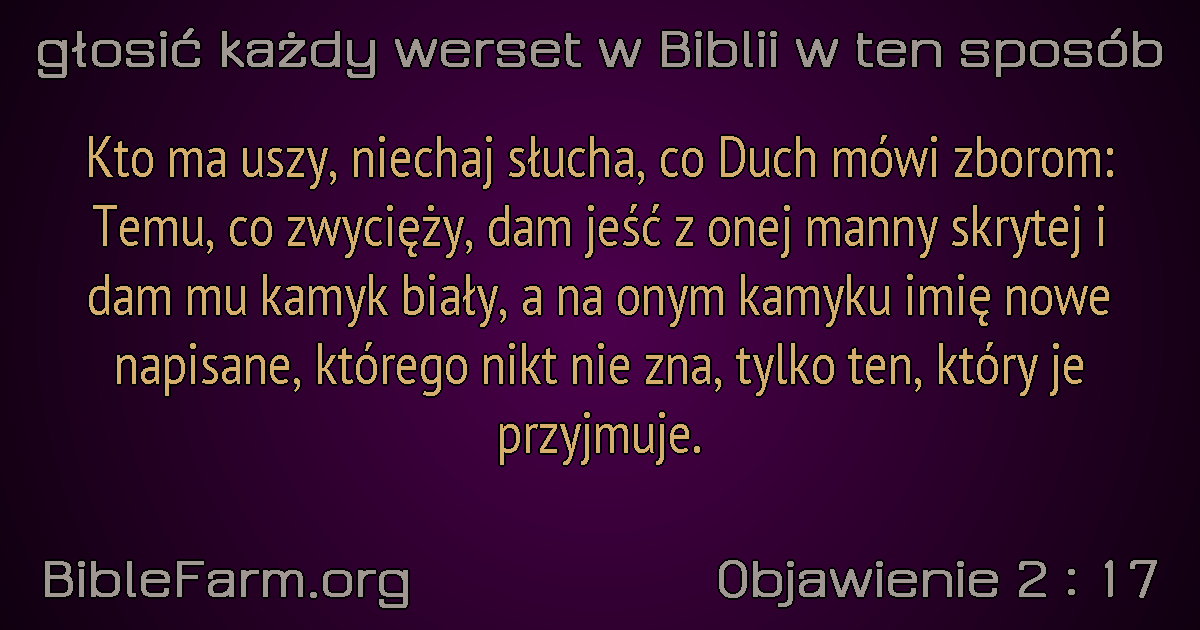 głosić każdy werset w Biblii w ten sposób
Kto ma uszy, niechaj słucha, co Duch mówi zborom:
Temu, co zwycięży, dam jeść z onej manny skrytej i
dam mu kamyk biały, a na onym kamyku imię nowe
napisane, którego nikt nie zna, tylko ten, który je
przyjmuje.
BibleFarm.org
Objawienie 2 : 17